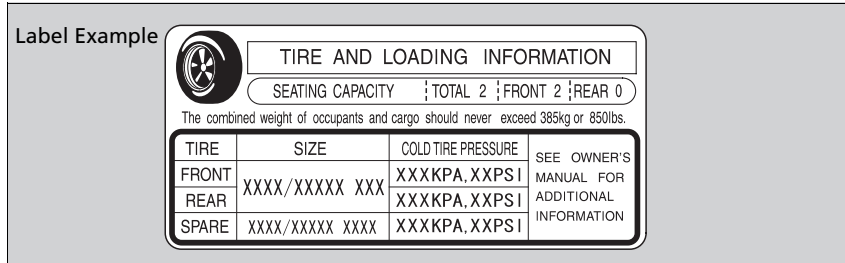 Label Example
TIRE AND LOADING INFORMATION
SEATING CAPACITY TOTAL 2 FRONT 2 REAR 0
The combined weight of occupants and cargo should never exceed 385kg or 850lbs.
TIRE SIZE COLD TIRE PRESSURE
FRONT XXXX/XXXXX XXX XXXKPA,XXPSI
REAR XXXKPA,XXPSI
SPARE XXXX/XXXXX XXXX XXXKPA,XXPSI
SEE OWNER'S
MANUAL FOR
ADDITIONAL
INFORMATION